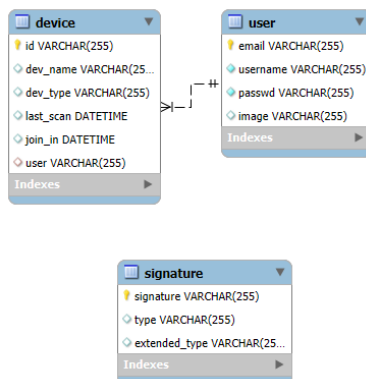 device
id VARCHAR(255)
dev_name VARCHAR(25...
dev_type VARCHAR(255)
last_scan DATETIME
join_in DATETIME
user VARCHAR(255)
Indexes
user
email VARCHAR(255)
username VARCHAR(255)
passwd VARCHAR(255)
image VARCHAR(255)
Indexes
signature
signature VARCHAR(255)
type VARCHAR(255)
extended_type VARCHAR(25...
Indexes